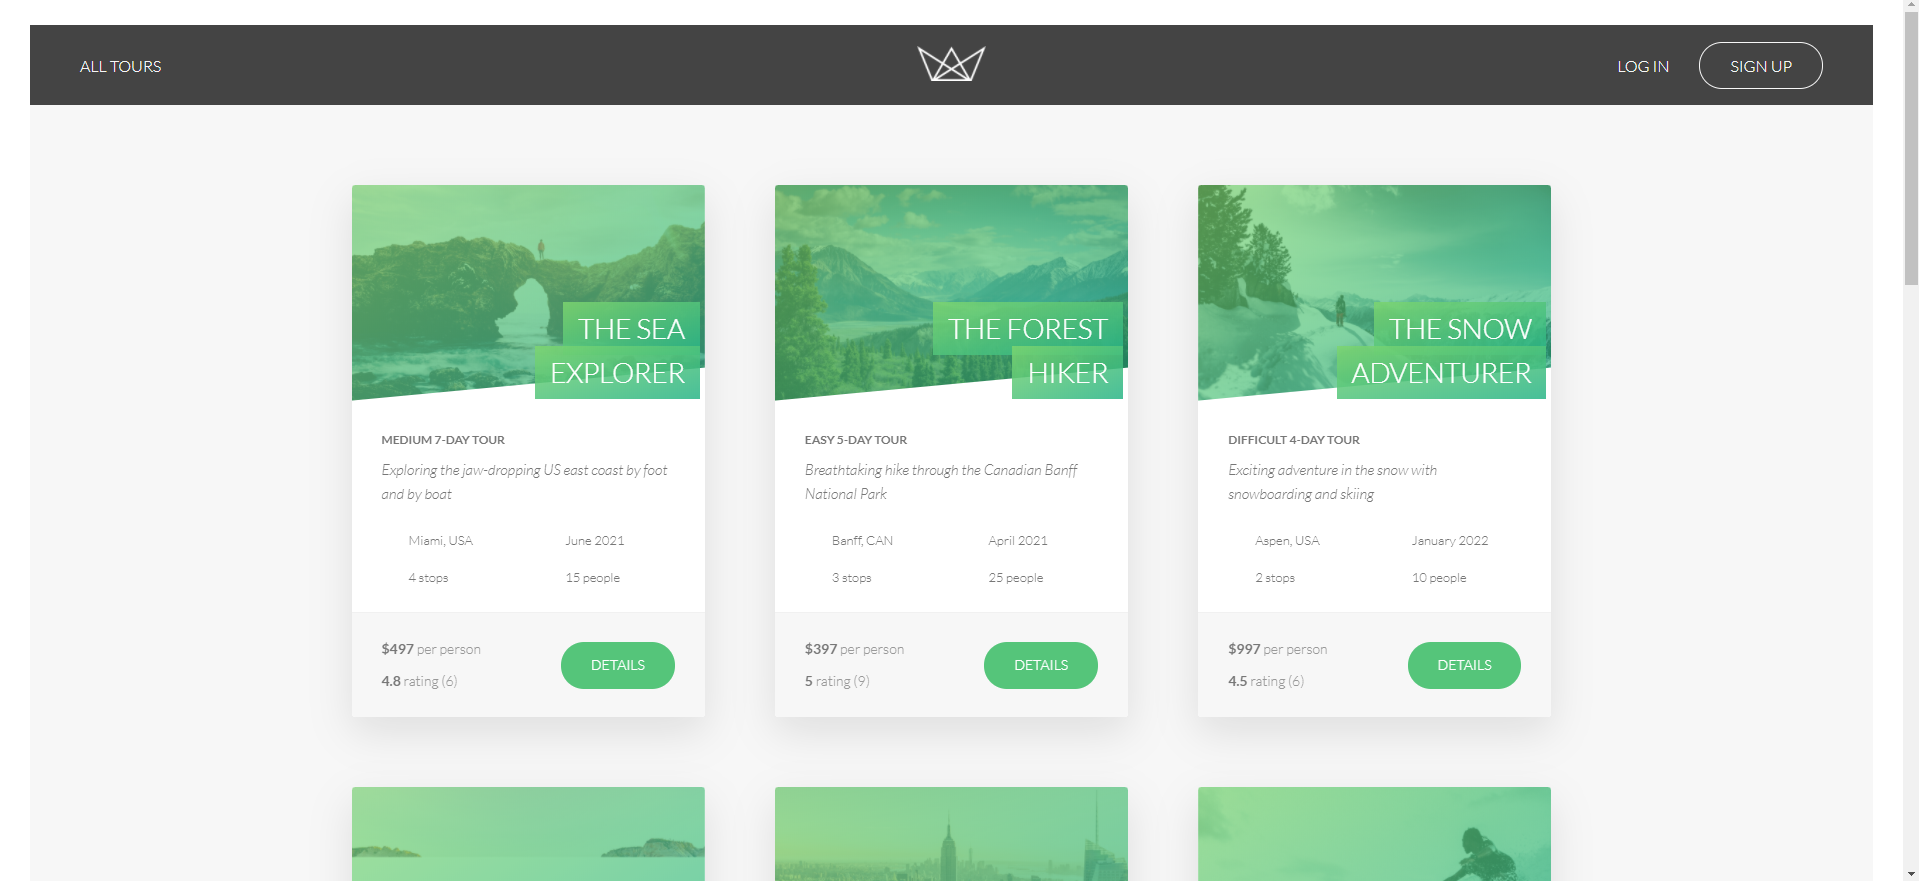 ALL TOURS
LOG IN
SIGN UP
THE SEA
EXPLORER
MEDIUM 7-DAY TOUR
Exploring the jaw-dropping US east coast by foot
and by boat
Miami, USA
June 2021
4 stops
15 people
$497 per person
4.8 rating (6)
DETAILS
THE FOREST
HIKER
EASY 5-DAY TOUR
Breathtaking hike through the Canadian Banff
National Park
Banff, CAN
April 2021
3 stops
25 people
$397 per person
5 rating (9)
DETAILS
THE SNOW
ADVENTURER
DIFFICULT 4-DAY TOUR
Exciting adventure in the snow with
snowboarding and skiing
Aspen, USA
January 2022
2 stops
10 people
$997 per person
4.5 rating (6)
DETAILS